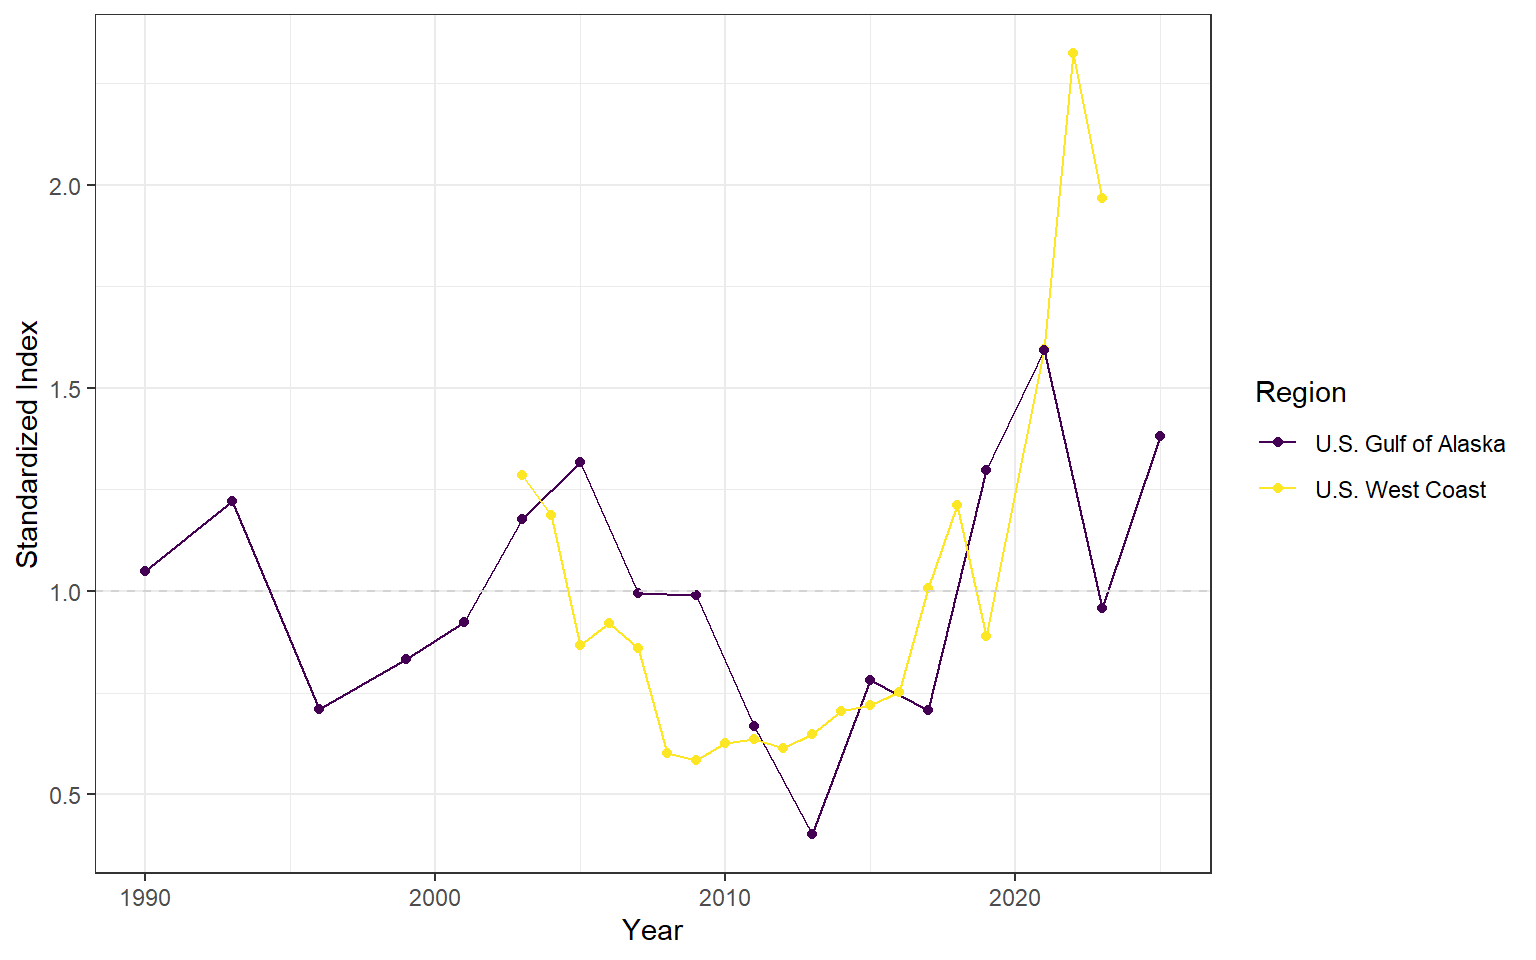 Standardized Index
2.0
1.5
1.0
0.5
1990 2000 2010 2020
Year
Region
U.S. Gulf of Alaska
U.S. West Coast